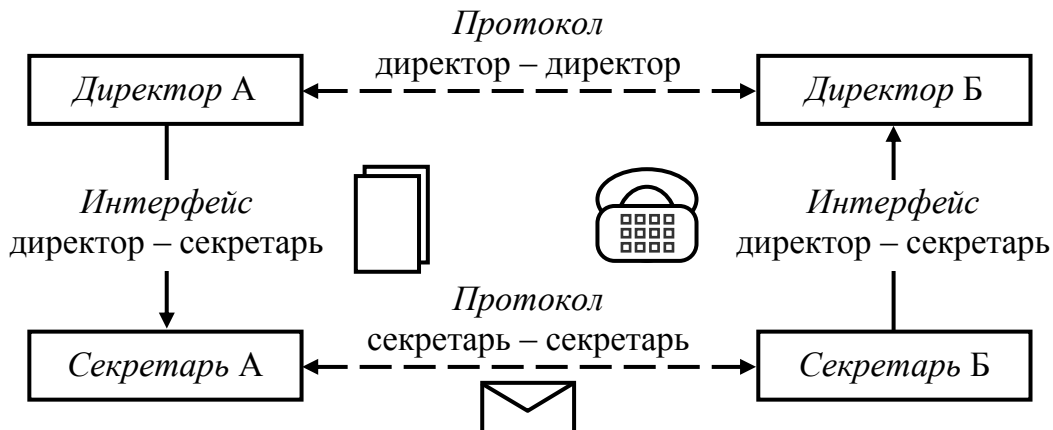 Протокол
директор – директор
Директор А
Директор Б
Интерфейс
директор – секретарь
Интерфейс
директор – секретарь
Протокол
секретарь – секретарь
Секретарь А
Секретарь Б